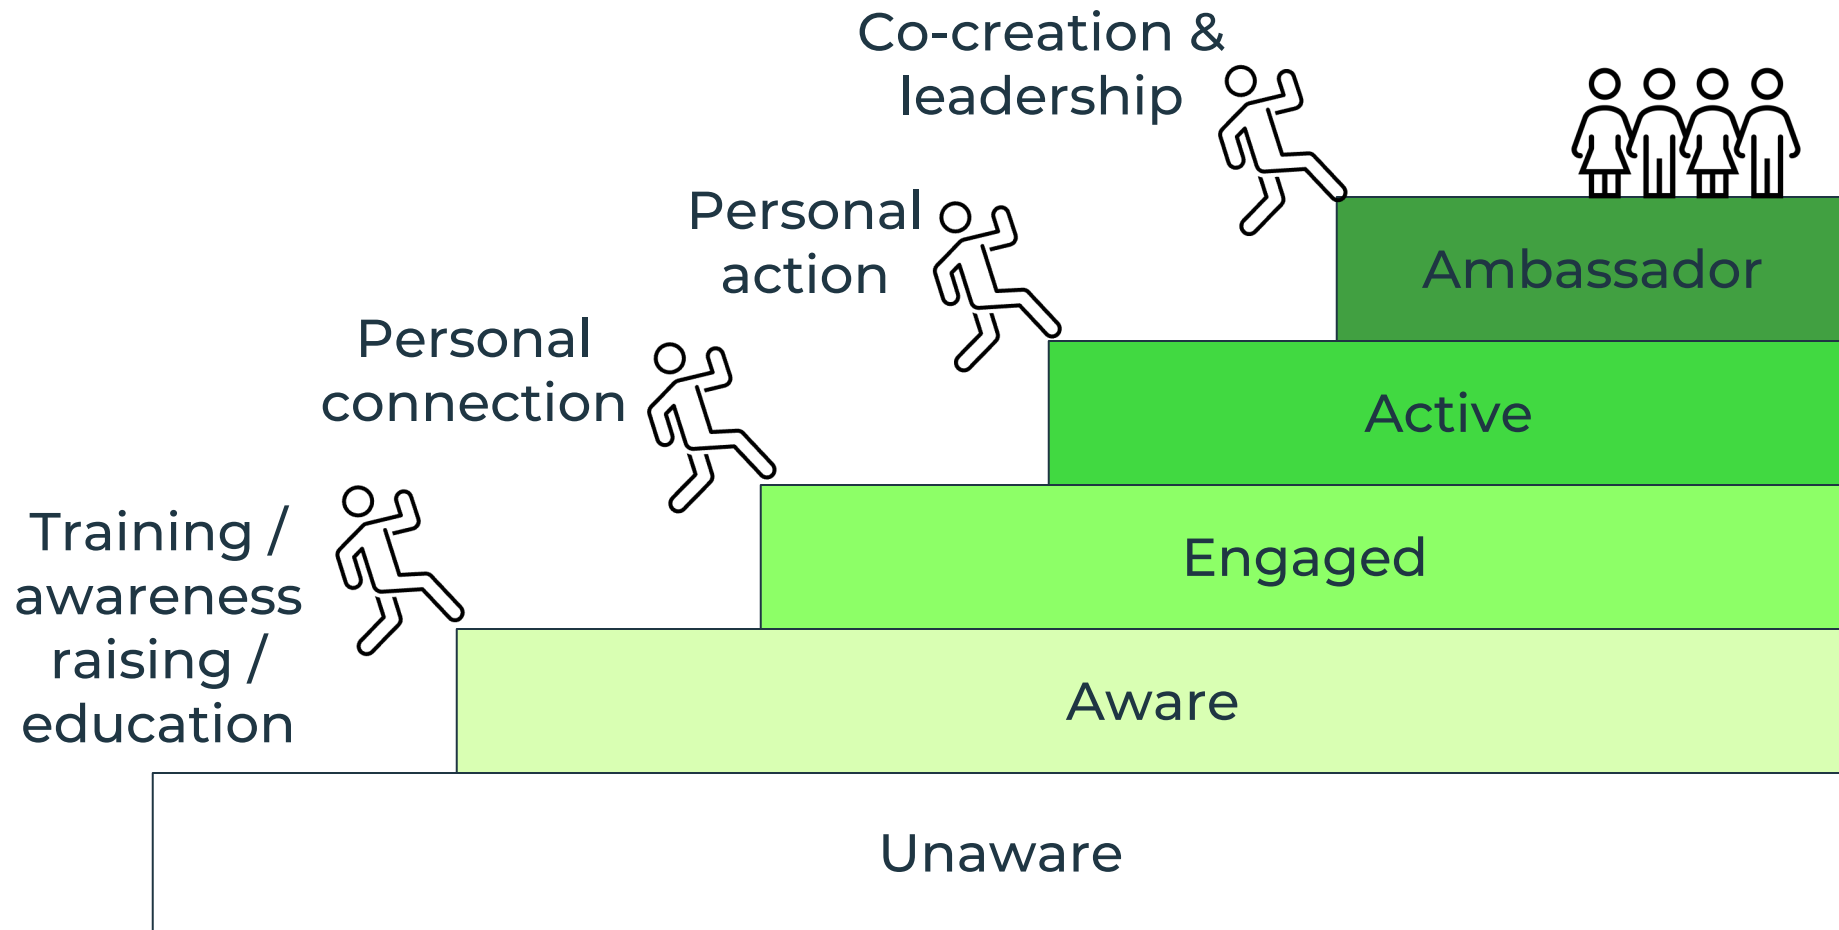 Co-creation &
leadership
Personal
action
Ambassador
Personal
connection
Active
Training /
awareness
raising /
education
Engaged
Aware
Unaware